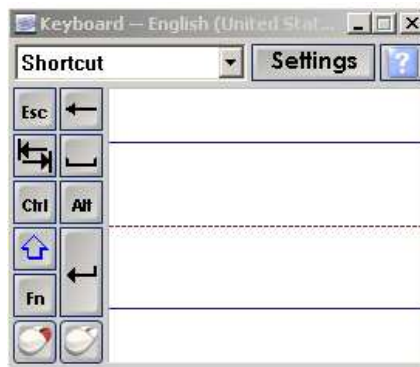 Keyboard — English (United Stat...
Shortcut Settings ?
Esc
Ctrl Alt
Fn